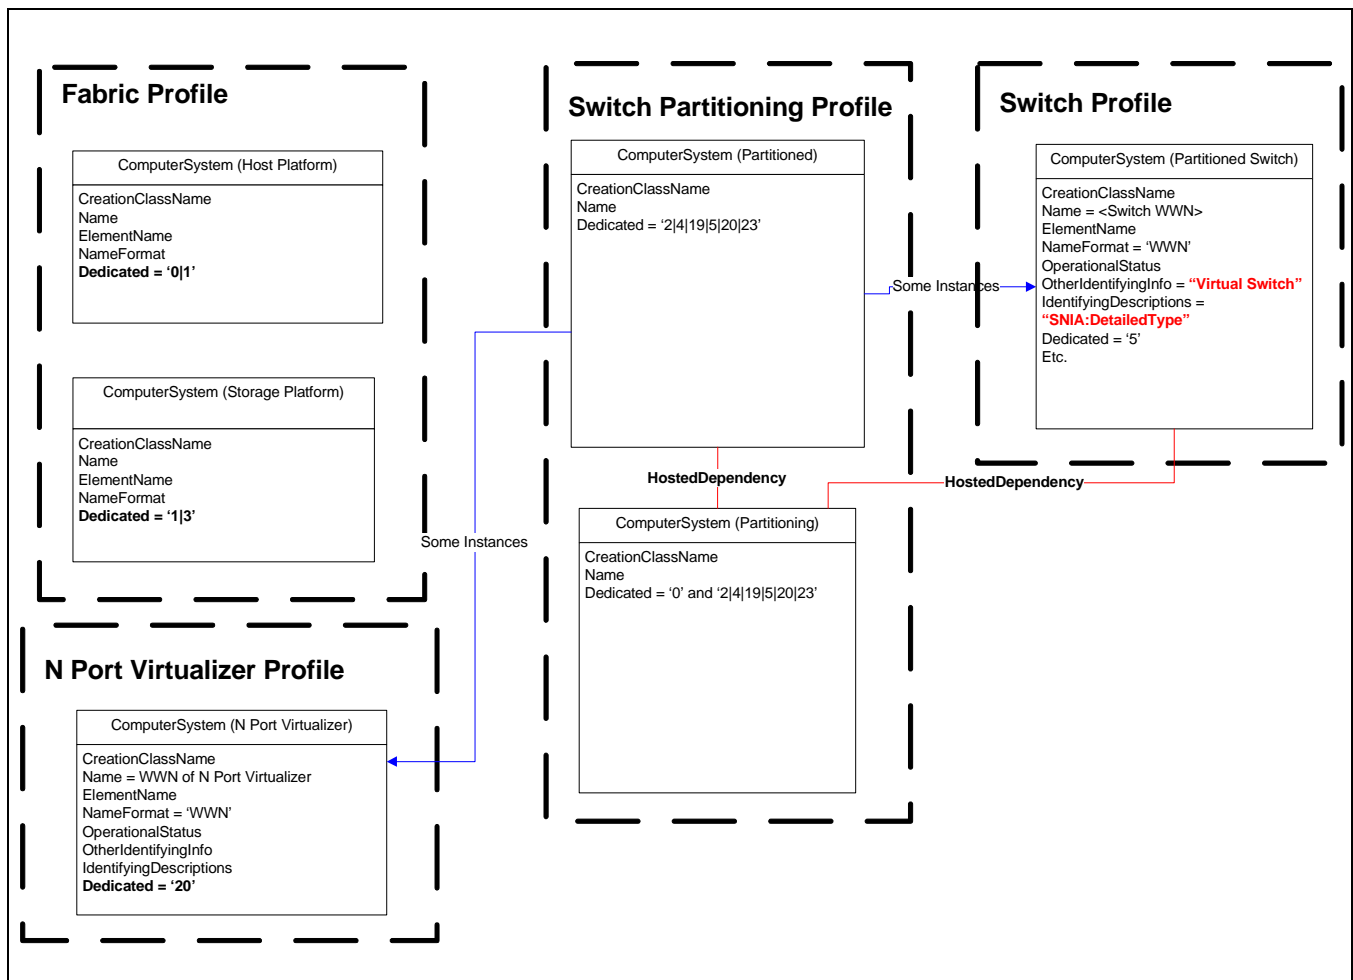 Fabric Profile
ComputerSystem (Host Platform)
CreationClassName
Name
ElementName
NameFormat
Dedicated = ‘0|1’
ComputerSystem (Storage Platform)
CreationClassName
Name
ElementName
NameFormat
Dedicated = ‘1|3’
N Port Virtualizer Profile
ComputerSystem (N Port Virtualizer)
CreationClassName
Name = WWN of N Port Virtualizer
ElementName
NameFormat = ‘WWN’
OperationalStatus
OtherIdentifyingInfo
IdentifyingDescriptions
Dedicated = ‘20’
Some Instances
Switch Partitioning Profile
ComputerSystem (Partitioned)
CreationClassName
Name
Dedicated = ‘2|4|19|5|20|23’
HostedDependency
ComputerSystem (Partitioning)
CreationClassName
Name
Dedicated = ‘0’ and ‘2|4|19|5|20|23’
Some Instances
HostedDependency
Switch Profile
ComputerSystem (Partitioned Switch)
CreationClassName
Name = <Switch WWN>
ElementName
NameFormat = ‘WWN’
OperationalStatus
OtherIdentifyingInfo = “Virtual Switch”
IdentifyingDescriptions =
“SNIA:DetailedType”
Dedicated = ‘5’
Etc.